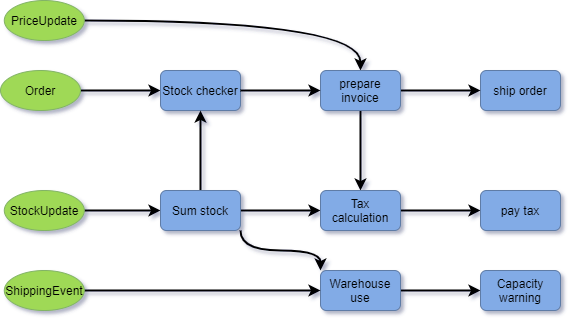 PriceUpdate
Order
Stock checker
prepare
invoice
ship order
StockUpdate
Sum stock
Tax
calculation
pay tax
ShippingEvent
Warehouse
use
Capacity
warning